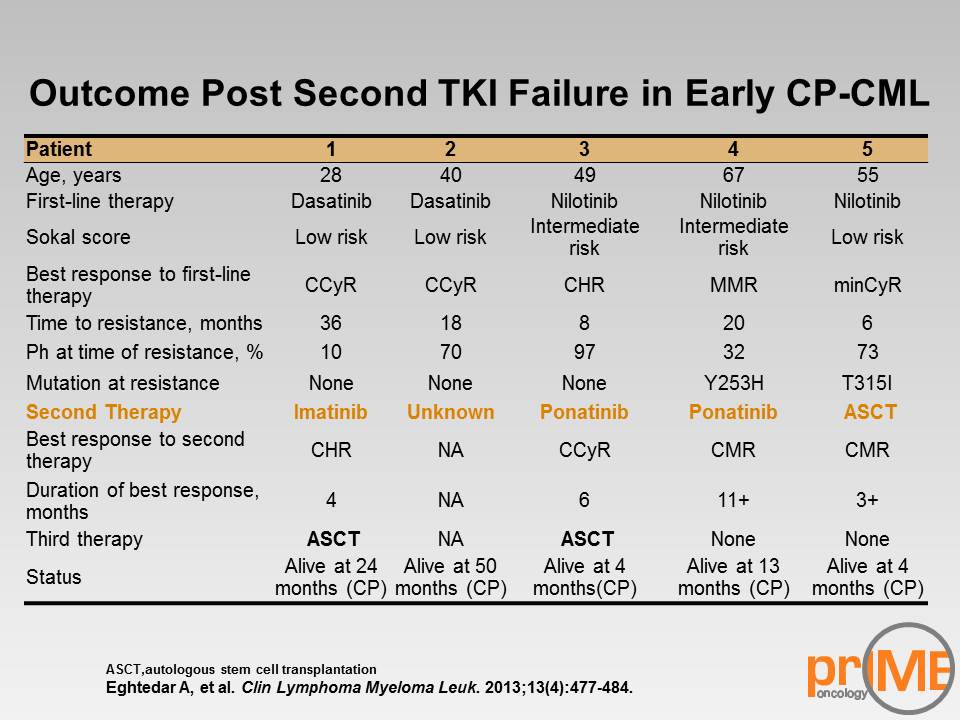 Outcome Post Second TKI Failure in Early CP-CML
Patient 1 2 3 4 5
Age, years 28 40 49 67 55
First-line therapy Dasatinib Dasatinib Nilotinib Nilotinib Nilotinib
Sokal score Low risk Low risk Intermediate risk Intermediate risk Low risk
Best response to first-line therapy CCyR CCyR CHR MMR minCyR
Time to resistance, months 36 18 8 20 6
Ph at time of resistance, % 10 70 97 32 73
Mutation at resistance None None None Y253H T315I
Second Therapy Imatinib Unknown Ponatinib Ponatinib ASCT
Best response to second therapy CHR NA CCyR CMR CMR
Duration of best response, months 4 NA 6 11+ 3+
Third therapy ASCT NA ASCT None None
Status Alive at 24 months (CP) Alive at 50 months (CP) Alive at 4 months(CP) Alive at 13 months (CP) Alive at 4 months (CP)
ASCT,autologous stem cell transplantation
Eghtedar A, et al. Clin Lymphoma Myeloma Leuk. 2013;13(4):477-484.
prIME
oncology